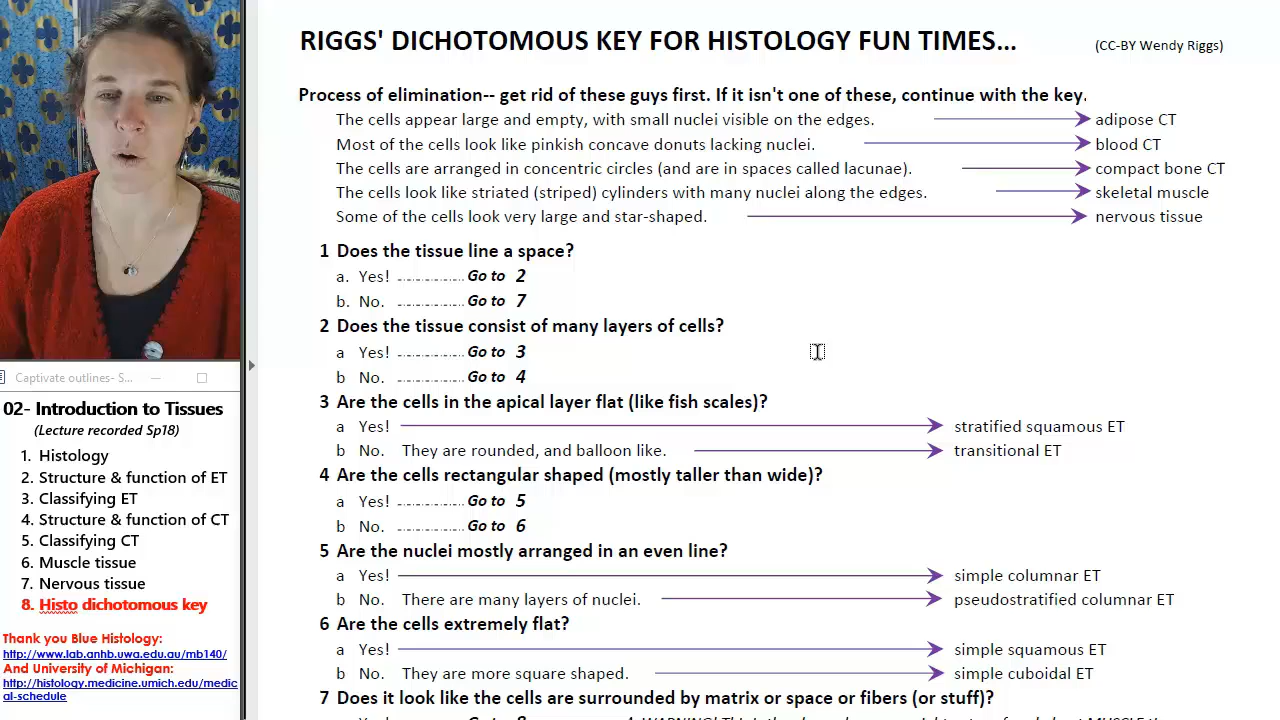 RIGGS' DICHOTOMOUS KEY FOR HISTOLOGY FUN TIMES...
(CC-BY Wendy Riggs)
Process of elimination-- get rid of these guys first. If it isn't one of these, continue with the key.
The cells appear large and empty, with small nuclei visible on the edges. adipose CT
Most of the cells look like pinkish concave donuts lacking nuclei. blood CT
The cells are arranged in concentric circles (and are in spaces called lacunae). compact bone CT
The cells look like striated (striped) cylinders with many nuclei along the edges. skeletal muscle
Some of the cells look very large and star-shaped. nervous tissue
1 Does the tissue line a space?
a. Yes! Go to 2
b. No. Go to 7
2 Does the tissue consist of many layers of cells?
a Yes! Go to 3
b No. Go to 4
3 Are the cells in the apical layer flat (like fish scales)?
a Yes! stratified squamous ET
b No. They are rounded, and balloon like. transitional ET
4 Are the cells rectangular shaped (mostly taller than wide)?
a Yes! Go to 5
b No. Go to 6
5 Are the nuclei mostly arranged in an even line?
a Yes! simple columnar ET
b No. There are many layers of nuclei. pseudostratified columnar ET
6 Are the cells extremely flat?
a Yes! simple squamous ET
b No. They are more square shaped. simple cuboidal ET
7 Does it look like the cells are surrounded by matrix or space or fibers (or stuff)?
Captivate outlines- S...
02- Introduction to Tissues
(Lecture recorded Sp18)
1. Histology
2. Structure & function of ET
3. Classifying ET
4. Structure & function of CT
5. Classifying CT
6. Muscle tissue
7. Nervous tissue
8. Histo dichotomous key
Thank you Blue Histology:
http://www.lab.anhb.uwa.edu.au/mb140/
And University of Michigan:
http://histology.medicine.umich.edu/medic
al-schedule